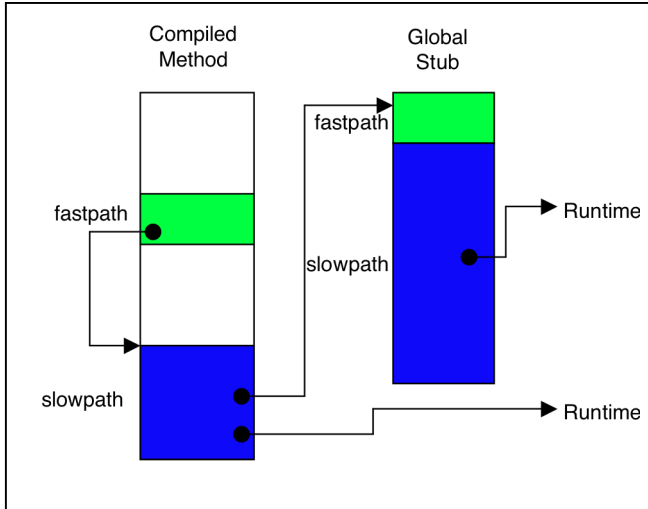 Compiled
Method
Global
Stub
fastpath
fastpath
Runtime
slowpath
slowpath
Runtime